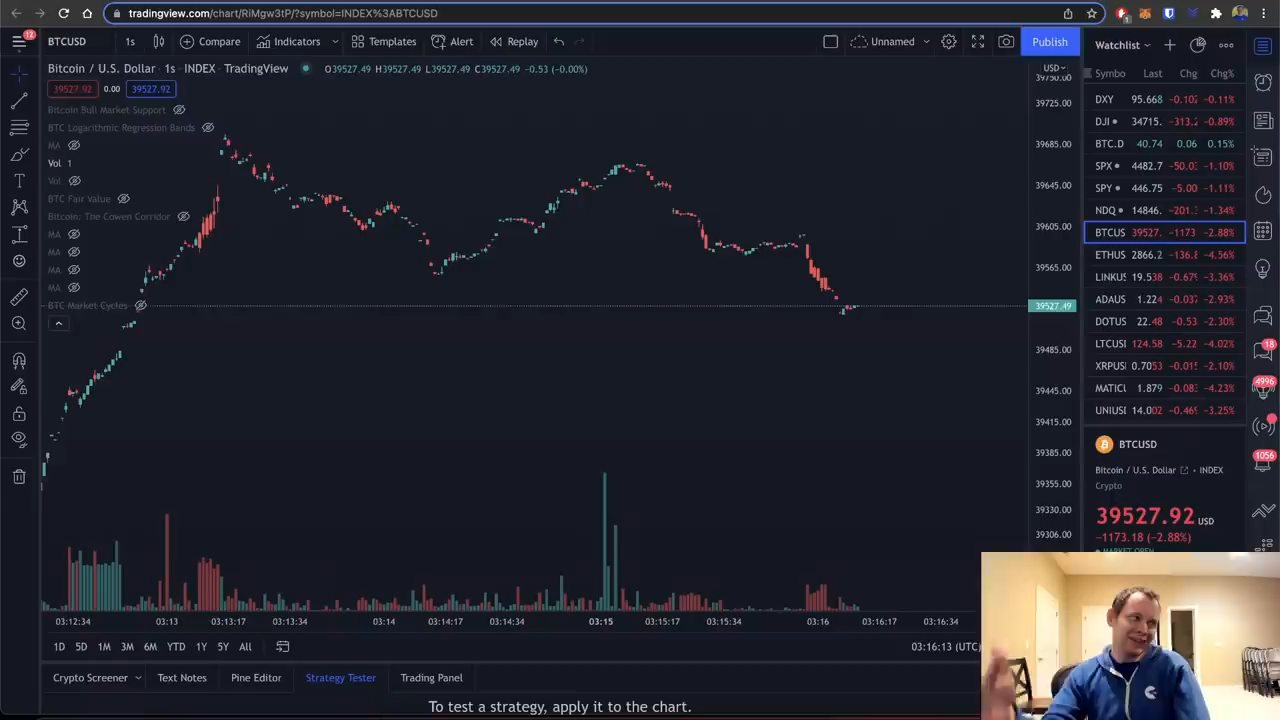 tradingview.com/chart/RiMgw3tP/?symbol=INDEX%3ABTCUSD
1
12
BTCUSD 1s Compare Indicators Templates Alert Replay Unnamed Publish Watchlist
Bitcoin / U.S. Dollar 1s INDEX TradingView O39527.49 H39527.49 L39527.49 C39527.49 -0.53 (-0.00%)
39527.92 0.00 39527.92
Bitcoin Bull Market Support
BTC Logarithmic Regression Bands
MA
Vol 1
Vol
BTC Fair Value
Bitcoin: The Cowen Corridor
MA
MA
MA
MA
BTC Market Cycles
USD
39750.00
39725.00
39685.00
39645.00
39605.00
39565.00
39527.49
39485.00
39445.00
39415.00
39385.00
39355.00
39330.00
39306.00
03:12:34 03:13 03:13:17 03:13:34 03:14 03:14:17 03:14:34 03:15 03:15:17 03:15:34 03:16 03:16:17 03:16:34
1D 5D 1M 3M 6M YTD 1Y 5Y All 03:16:13 (UTC)
Crypto Screener Text Notes Pine Editor Strategy Tester Trading Panel
To test a strategy, apply it to the chart.
Symbo Last Chg Chg%
DXY 95.668 -0.102 -0.11%
DJI 34715. -313.2 -0.89%
BTC.D 40.74 0.06 0.15%
SPX 4482.7 -50.03 -1.10%
SPY 446.75 -5.00 -1.11%
NDQ 14846. -201.3 -1.34%
BTCUS 39527. -1173 -2.88%
ETHUS 2866.2 -136.8 -4.56%
LINKUS 19.538 -0.679 -3.36%
ADAUS 1.224 -0.037 -2.93%
DOTUS 22.48 -0.53 -2.30%
LTCUSI 124.58 -5.22 -4.02%
XRPUSI 0.7053 -0.015 -2.10%
MATICU 1.879 -0.083 -4.23%
UNIUSI 14.002 -0.469 -3.25%
BTCUSD
Bitcoin / U.S. Dollar INDEX
Crypto
39527.92 USD
−1173.18 (−2.88%)
MARKET OPEN
18
4996
1056